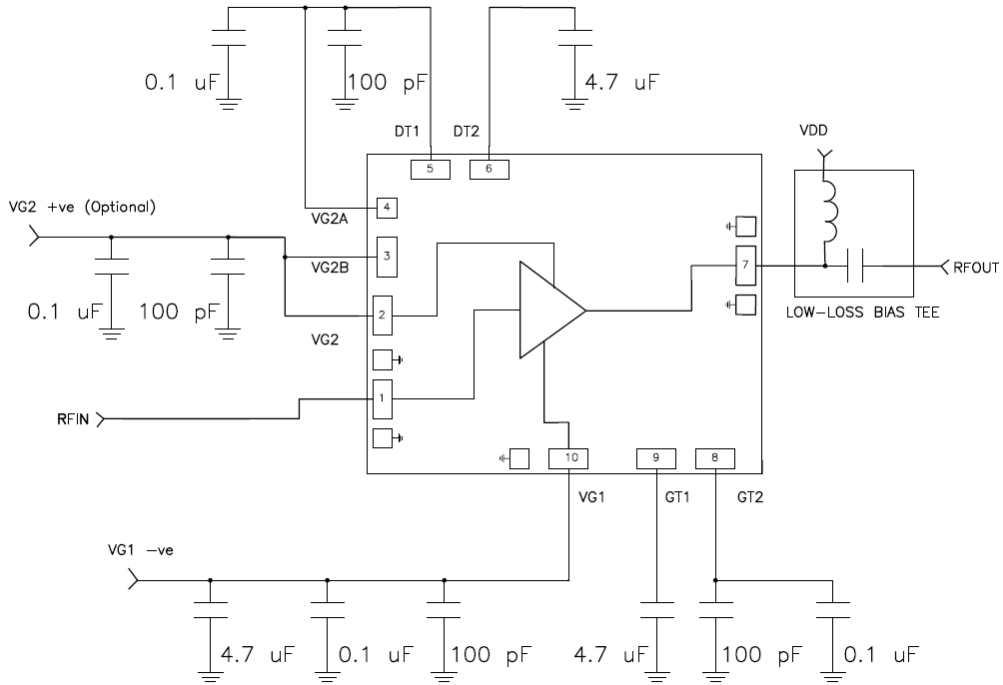 0.1 uF
100 pF
4.7 uF
DT1
DT2
VDD
5
6
VG2 +ve (Optional)
VG2A
4
VG2B
3
7
RFOUT
0.1 uF
100 pF
2
VG2
LOW-LOSS BIAS TEE
1
RFIN
10
9
8
VG1
GT1
GT2
VG1 -ve
4.7 uF
0.1 uF
100 pF
4.7 uF
100 pF
0.1 uF